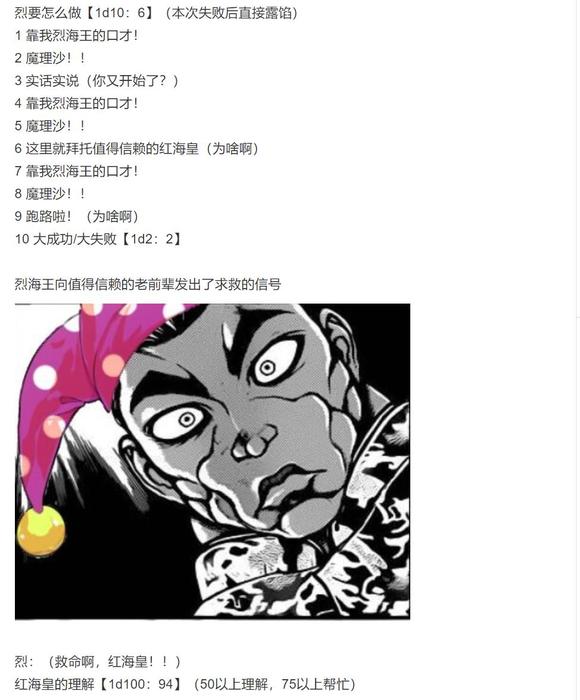 烈要怎么做【1d10：6】（本次失败后直接露馅）
1 靠我烈海王的口才！
2 魔理沙！！
3 实话实说（你又开始了？）
4 靠我烈海王的口才！
5 魔理沙！！
6 这里就拜托值得信赖的红海皇（为啥啊）
7 靠我烈海王的口才！
8 魔理沙！！
9 跑路啦！（为啥啊）
10 大成功/大失败【1d2：2】
烈海王向值得信赖的老前辈发出了求救的信号
烈：（救命啊，红海皇！！）
红海皇的理解【1d100：94】（50以上理解，75以上帮忙）